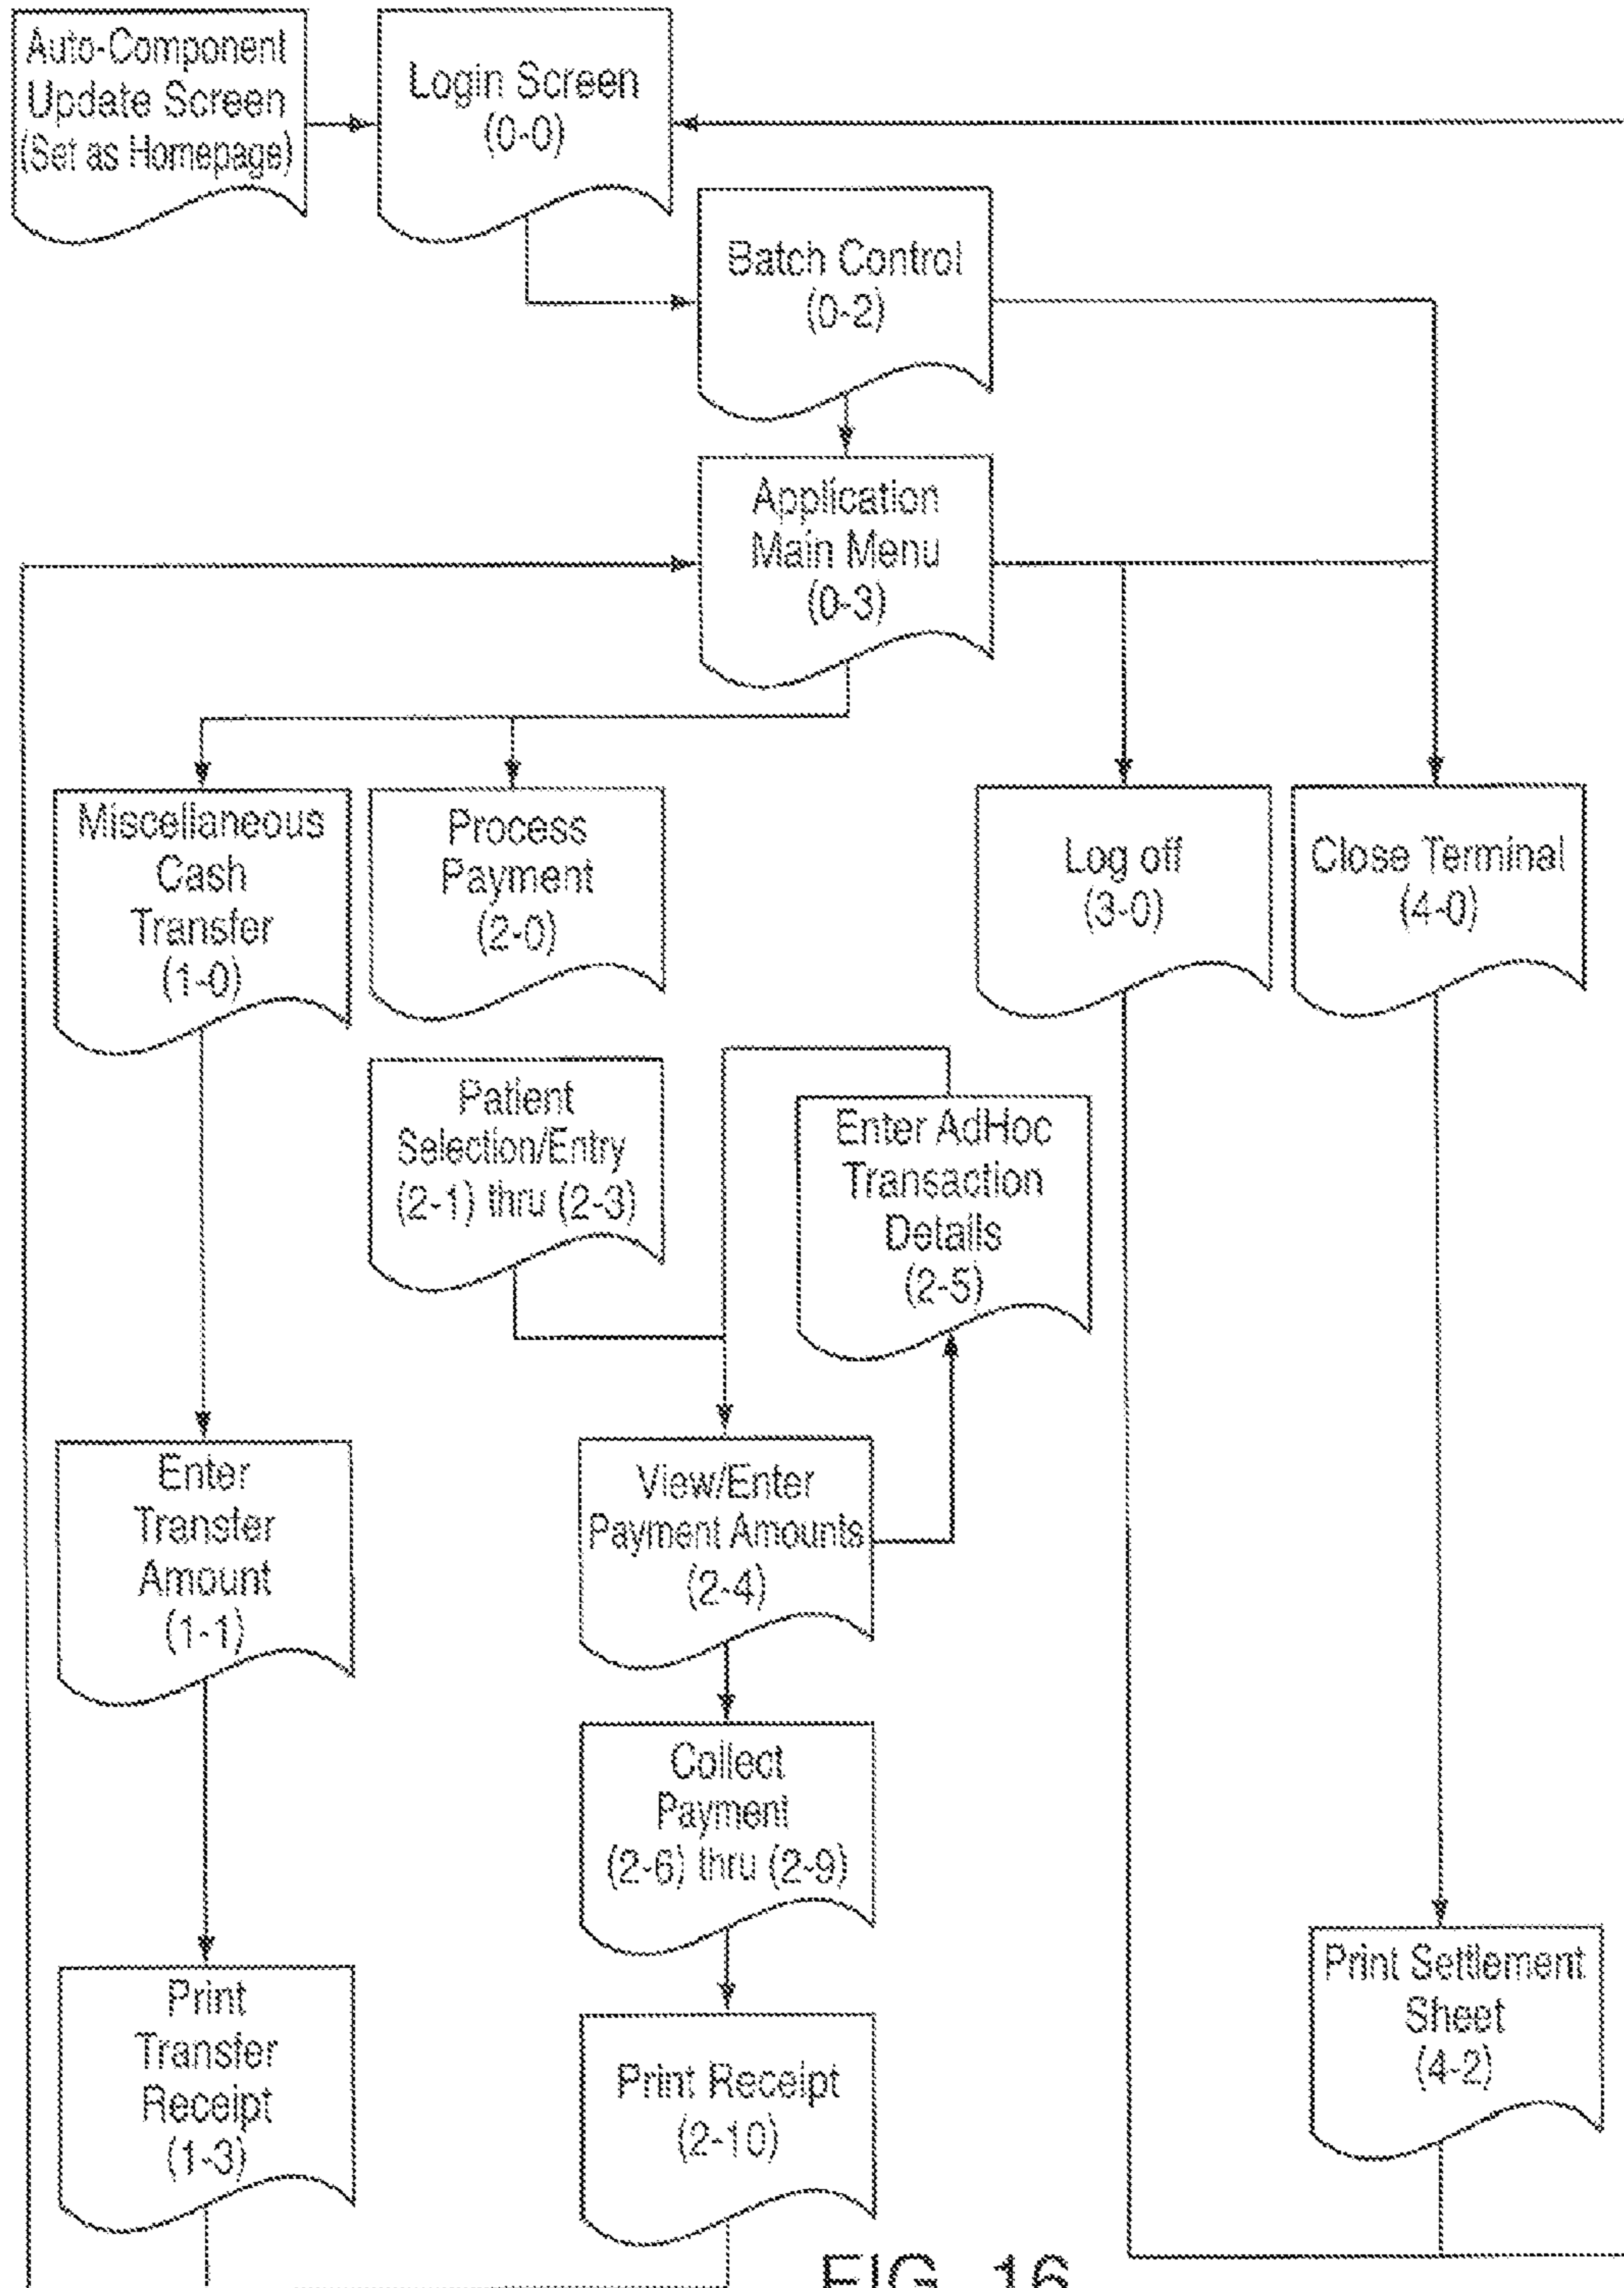 Auto-Component
Update Screen
(Set as Homepage)
Login Screen
(0-0)
Batch Control
(0-2)
Application
Main Menu
(0-3)
Miscellaneous
Cash
Transfer
(1-0)
Process
Payment
(2-0)
Log off
(3-0)
Close Terminal
(4-0)
Patient
Selection/Entry
(2-1) thru (2-3)
Enter AdHoc
Transaction
Details
(2-5)
Enter
Transfer
Amount
(1-1)
View/Enter
Payment Amounts
(2-4)
Collect
Payment
(2-6) thru (2-9)
Print
Transfer
Receipt
(1-3)
Print Receipt
(2-10)
Print Settlement
Sheet
(4-2)
FIG. 16